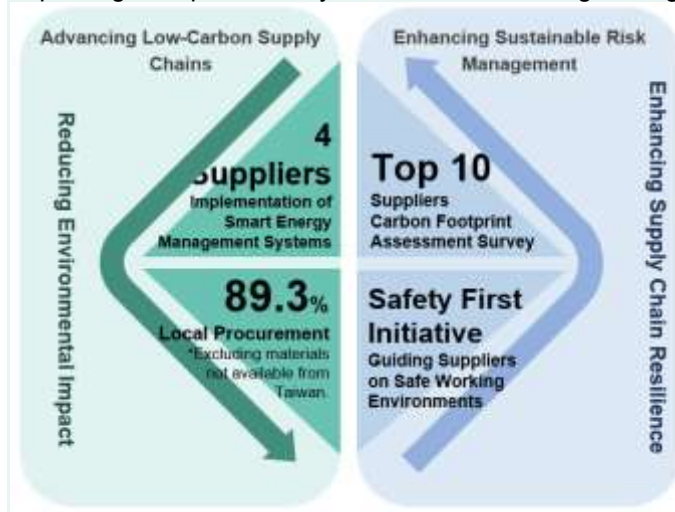 Advancing Low-Carbon Supply
Chains
Reducing Environmental Impact
4
Suppliers
Implementation of
Smart Energy
Management Systems
89.3%
Local Procurement
*Excluding materials
not available from
Taiwan.
Enhancing Sustainable Risk
Management
Top 10
Suppliers
Carbon Footprint
Assessment Survey
Safety First
Initiative
Guiding Suppliers
on Safe Working
Environments
Enhancing Supply Chain Resilience